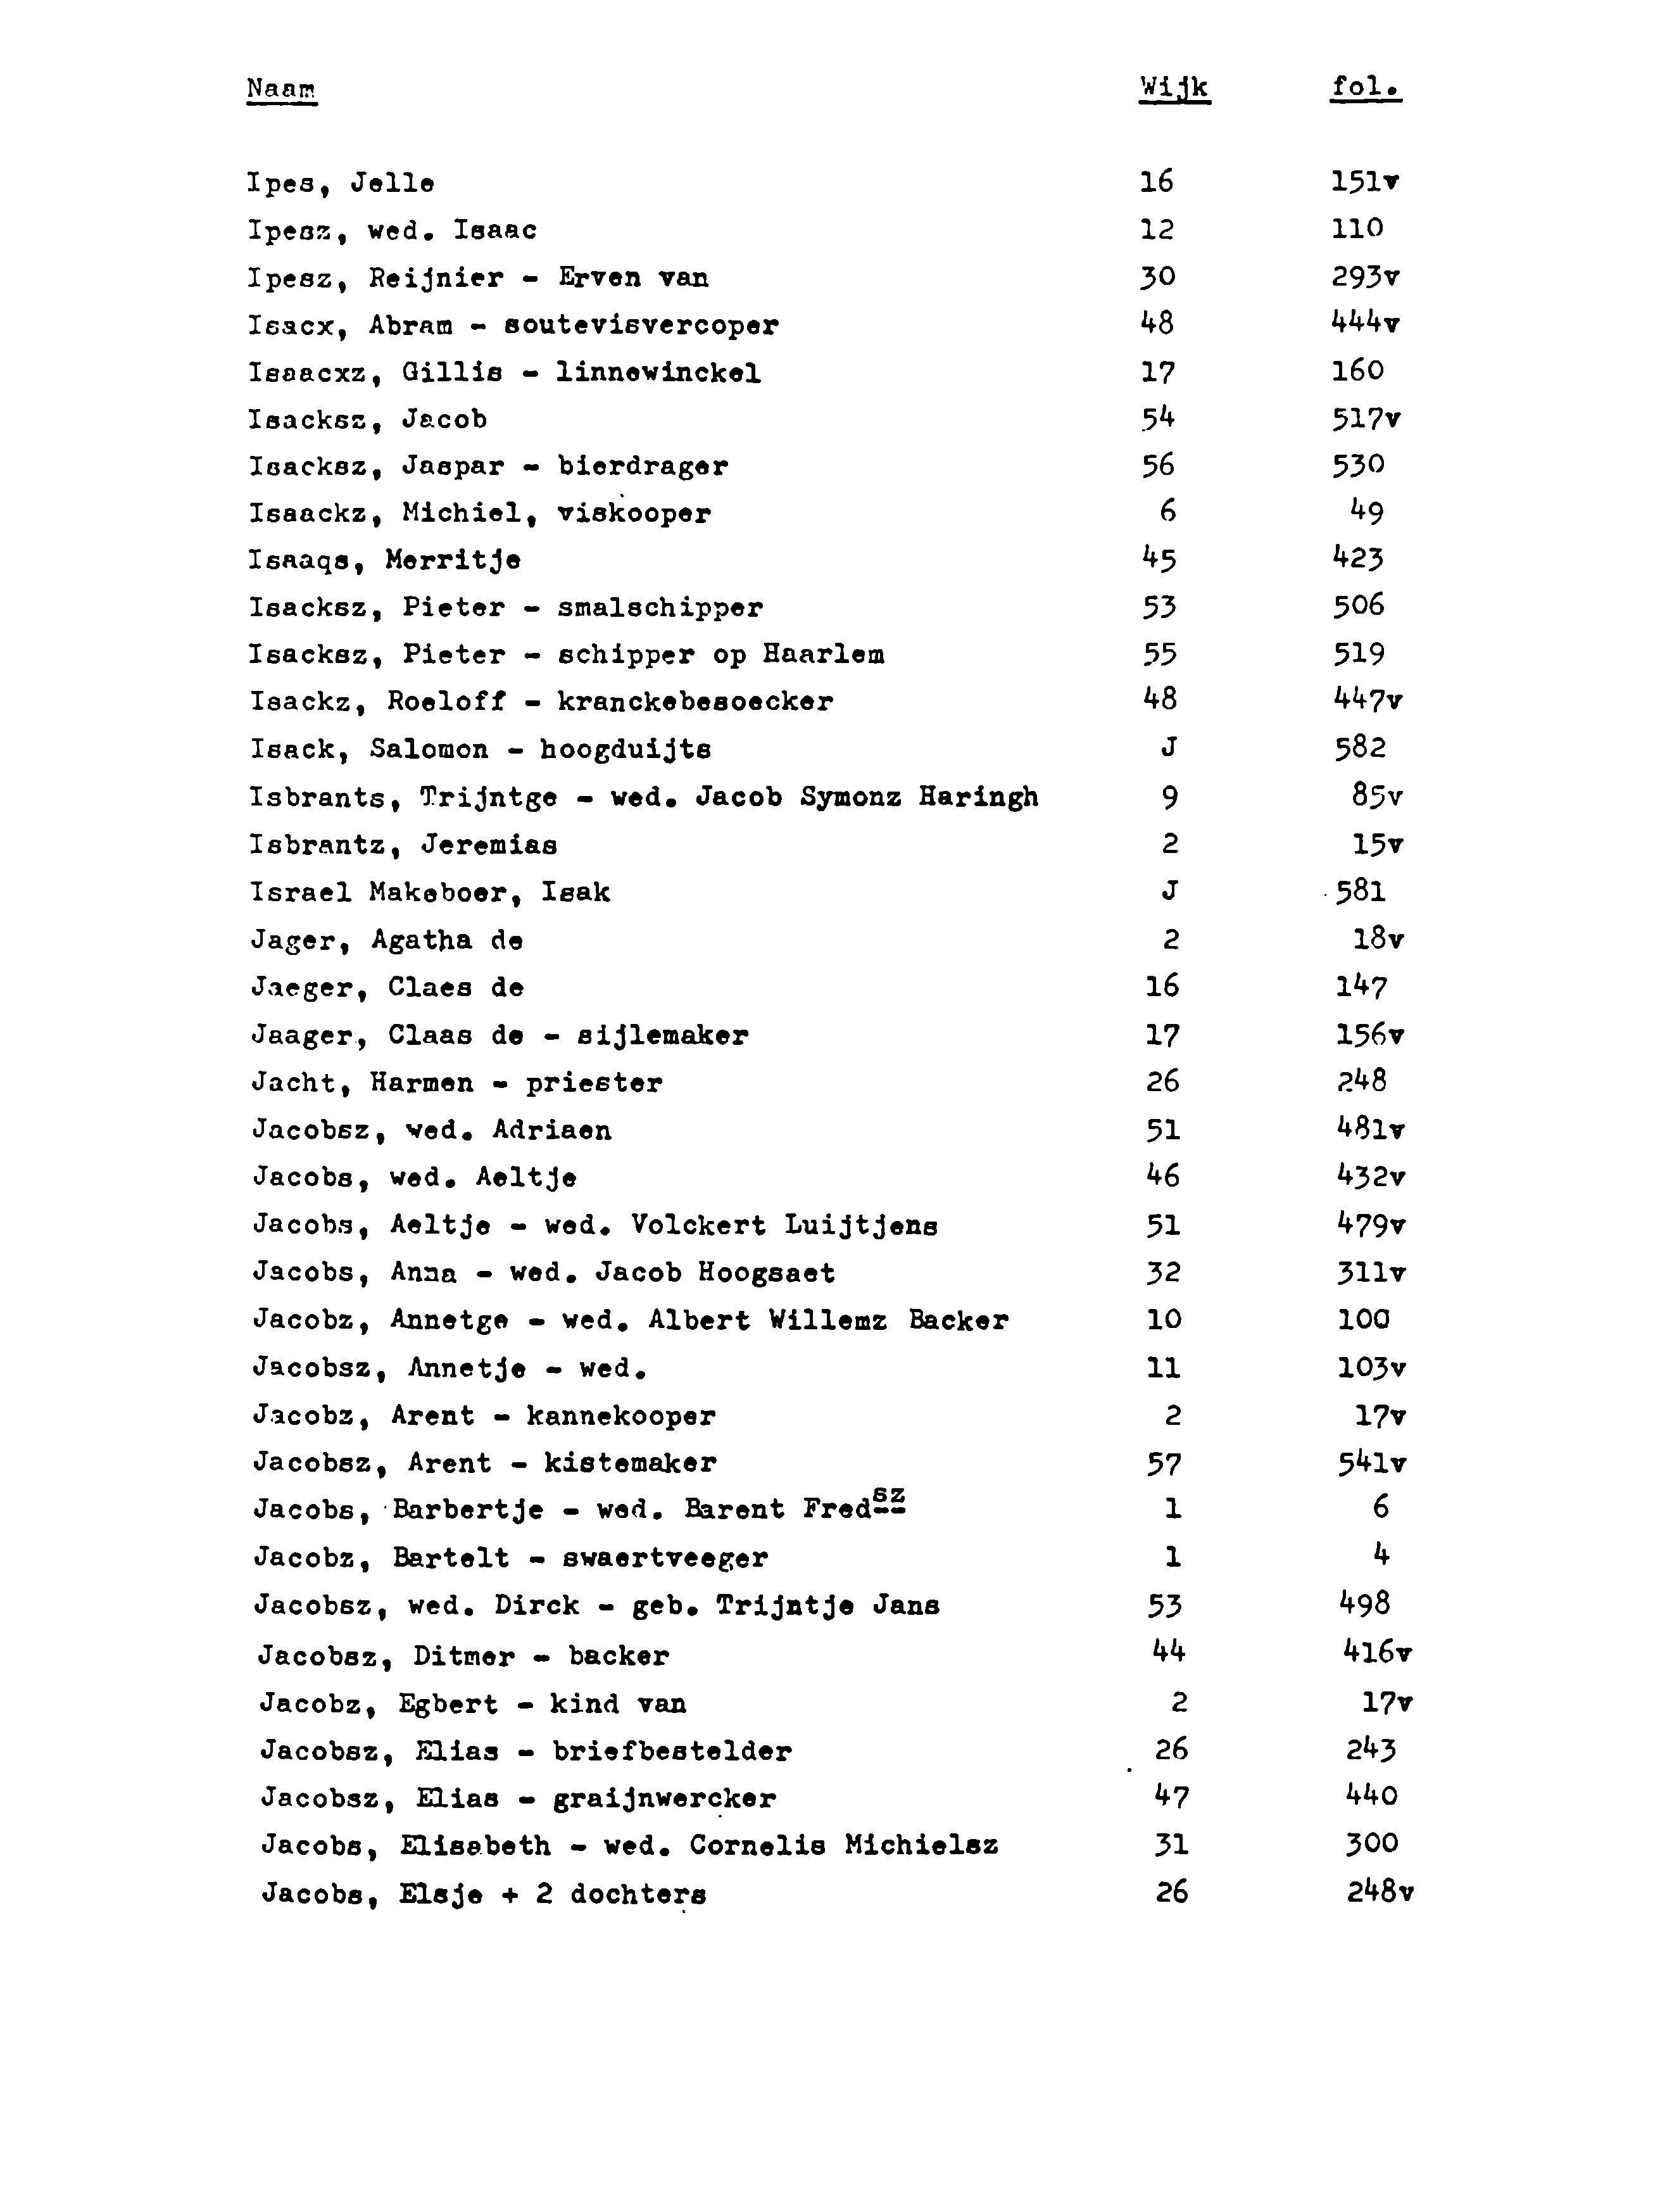 Naam Wijk fol.
Ipes, Jelle 16 151v
Ipesz, wed. Isaac 12 110
Ipesz, Reijnier - Erven van 30 293v
Isacx, Abram - soutevisvercoper 48 444v
Isaacxz, Gillis - linnewinckel 17 160
Isacksz, Jacob 54 517v
Isacksz, Jaspar - bierdrager 56 530
Isaackz, Michiel, viskooper 6 49
Isaaqs, Merritje 45 423
Isacksz, Pieter - smalschipper 53 506
Isacksz, Pieter - schipper op Haarlem 55 519
Isackz, Roeloff - kranckebesoecker 48 447v
Isack, Salomon - hoogduijts J 582
Isbrants, Trijntge - wed. Jacob Symonz Haringh 9 85v
Isbrantz, Jeremias 2 15v
Israel Makeboer, Isak J 581
Jager, Agatha de 2 18v
Jaeger, Claes de 16 147
Jaager, Claas de - sijlemaker 17 156v
Jacht, Harmen - priester 26 248
Jacobsz, wed. Adriaen 51 481v
Jacobs, wed. Aeltje 46 432v
Jacobs, Aeltje - wed. Volckert Luijtjens 51 479v
Jacobs, Anna - wed. Jacob Hoogsaet 32 311v
Jacobz, Annetge - wed. Albert Willemz Backer 10 100
Jacobsz, Annetje - wed. 11 103v
Jacobz, Arent - kannekooper 2 17v
Jacobsz, Arent - kistemaker 57 541v
Jacobs, Barbertje - wed. Barent Fredsz 1 6
Jacobz, Bartelt - swaertveeger 1 4
Jacobsz, wed. Dirck - geb. Trijntje Jans 53 498
Jacobsz, Ditmer - backer 44 416v
Jacobz, Egbert - kind van 2 17v
Jacobsz, Elias - briefbestelder 26 243
Jacobsz, Elias - graijnwercker 47 440
Jacobs, Elisabeth - wed. Cornelis Michielsz 31 300
Jacobs, Elsje + 2 dochters 26 248v